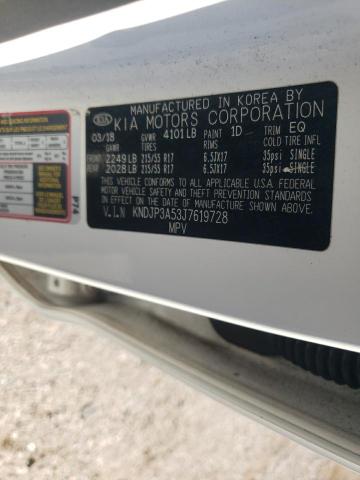 MANUFACTURED IN KOREA BY
KIA KIA MOTORS CORPORATION
03/18 GVWR 4101LB PAINT 1D TRIM EQ
GAWR TIRES COLD TIRE INFL
FRONT 2249LB 215/55 R17 6.5JX17 35psi SINGLE
REAR 2028LB 215/55 R17 6.5JX17 35psi SINGLE
THIS VEHICLE CONFORMS TO ALL APPLICABLE U.S.A FEDERAL
MOTOR VEHICLE SAFETY AND THEFT PREVENTION STANDARDS
IN EFFECT ON THE DATE OF MANUFACTURE SHOWN ABOVE.
V.I.N KNDJP3A53J7619728
MPV
P74